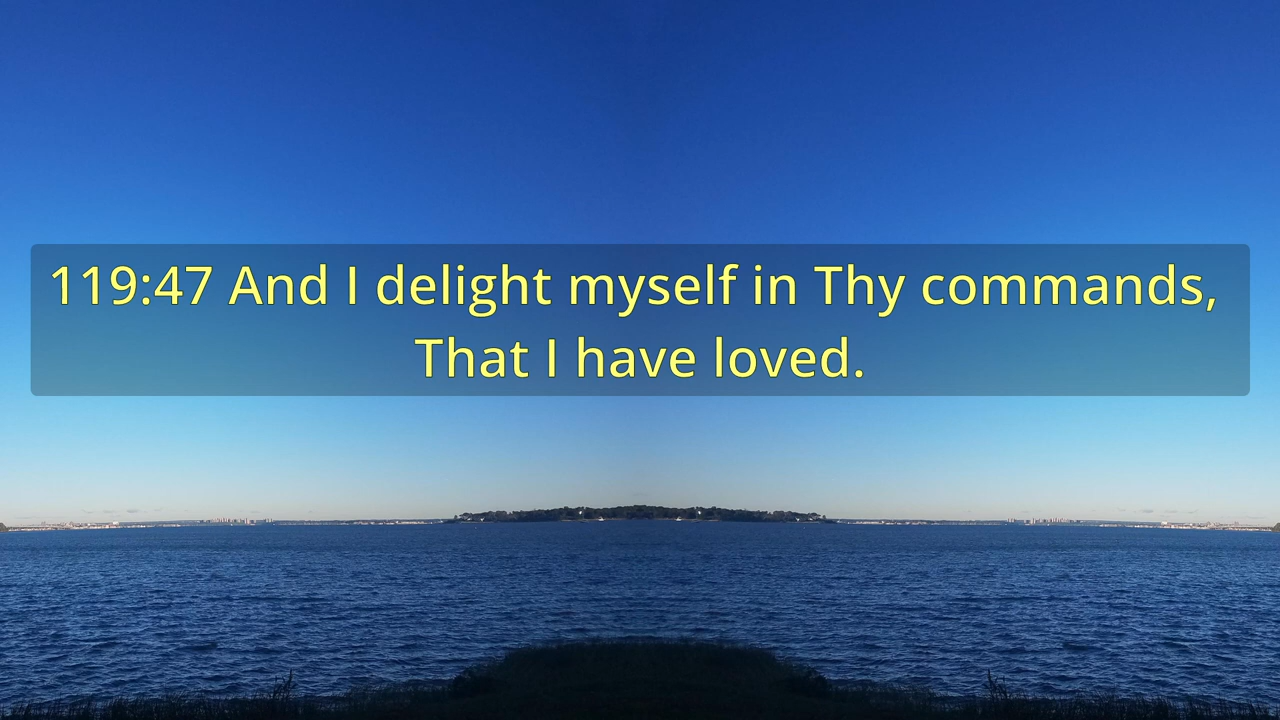 119:47 And I delight myself in Thy commands,
That I have loved.